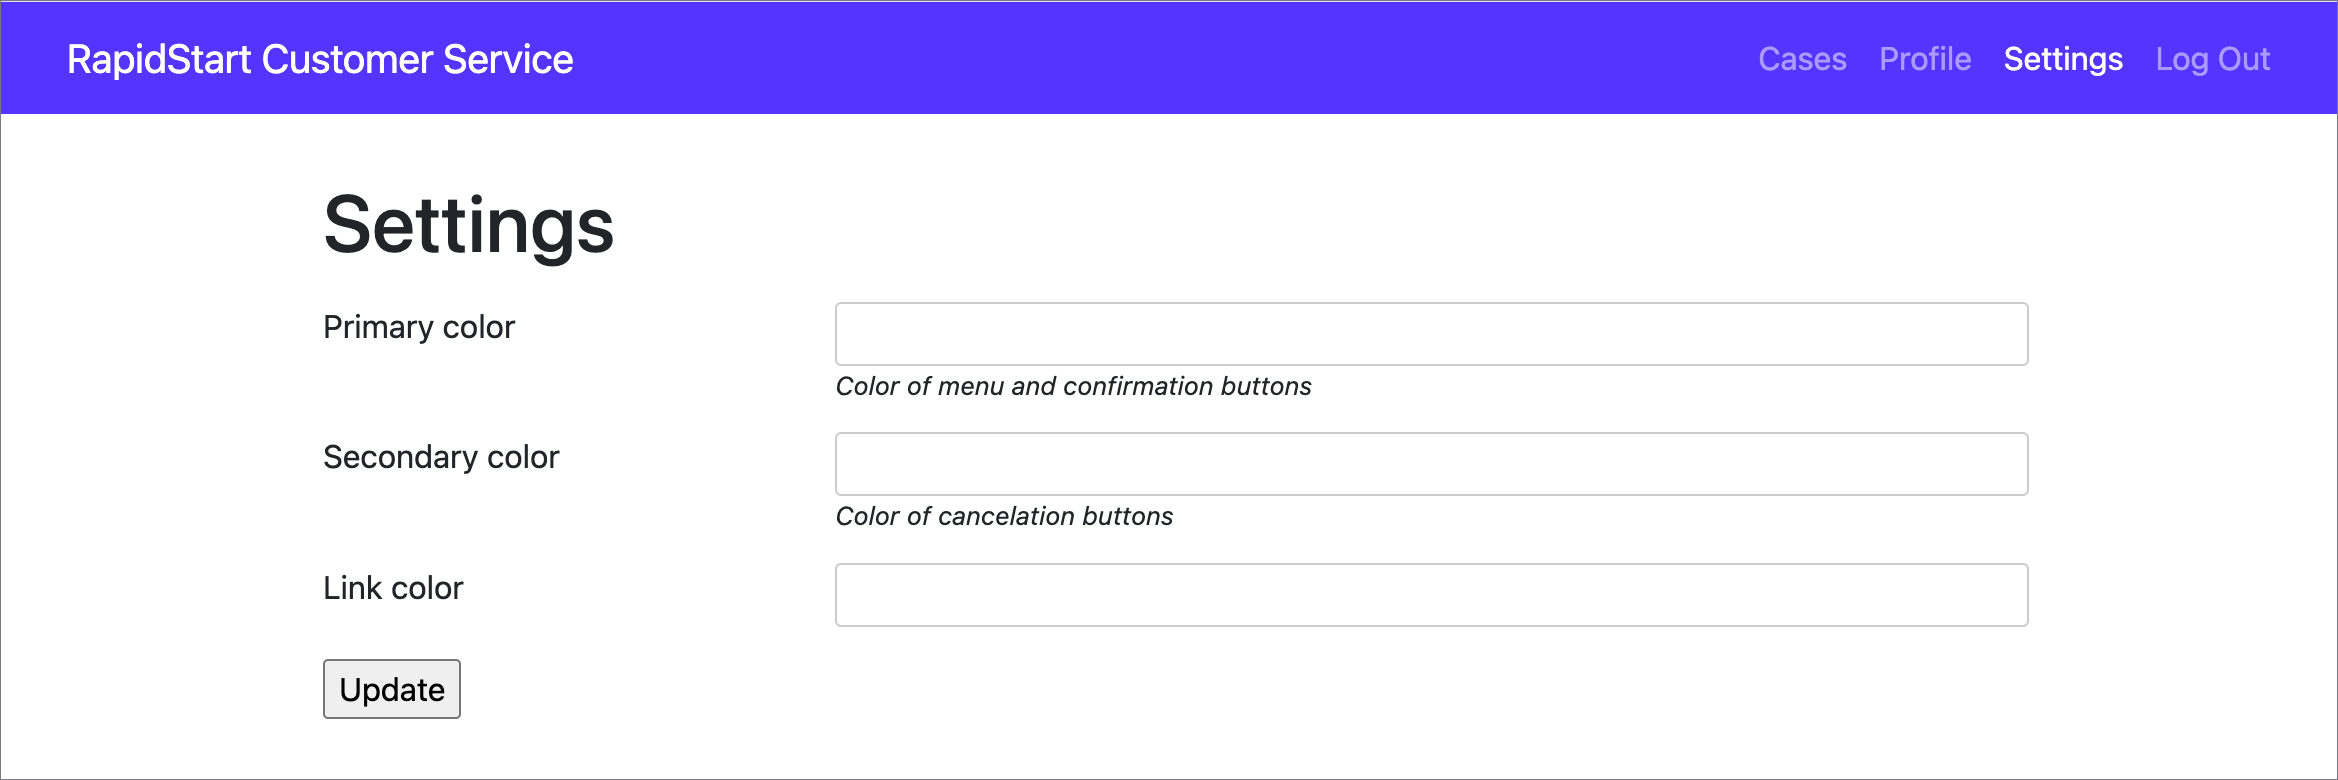 RapidStart Customer Service
Cases Profile Settings Log Out
Settings
Primary color
Color of menu and confirmation buttons
Secondary color
Color of cancelation buttons
Link color
Update